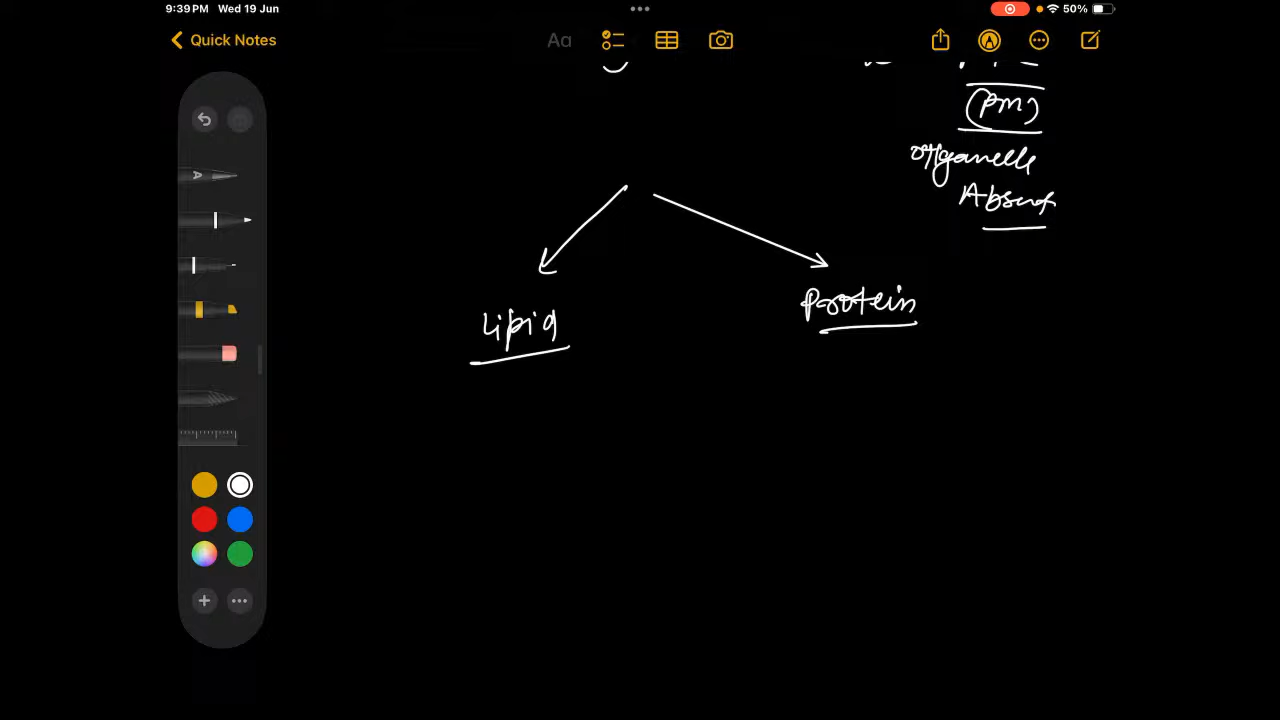 9:39 PM Wed 19 Jun
50%
Quick Notes
Aa
(PM)
Organelle
Absent
A
Lipid
Protein